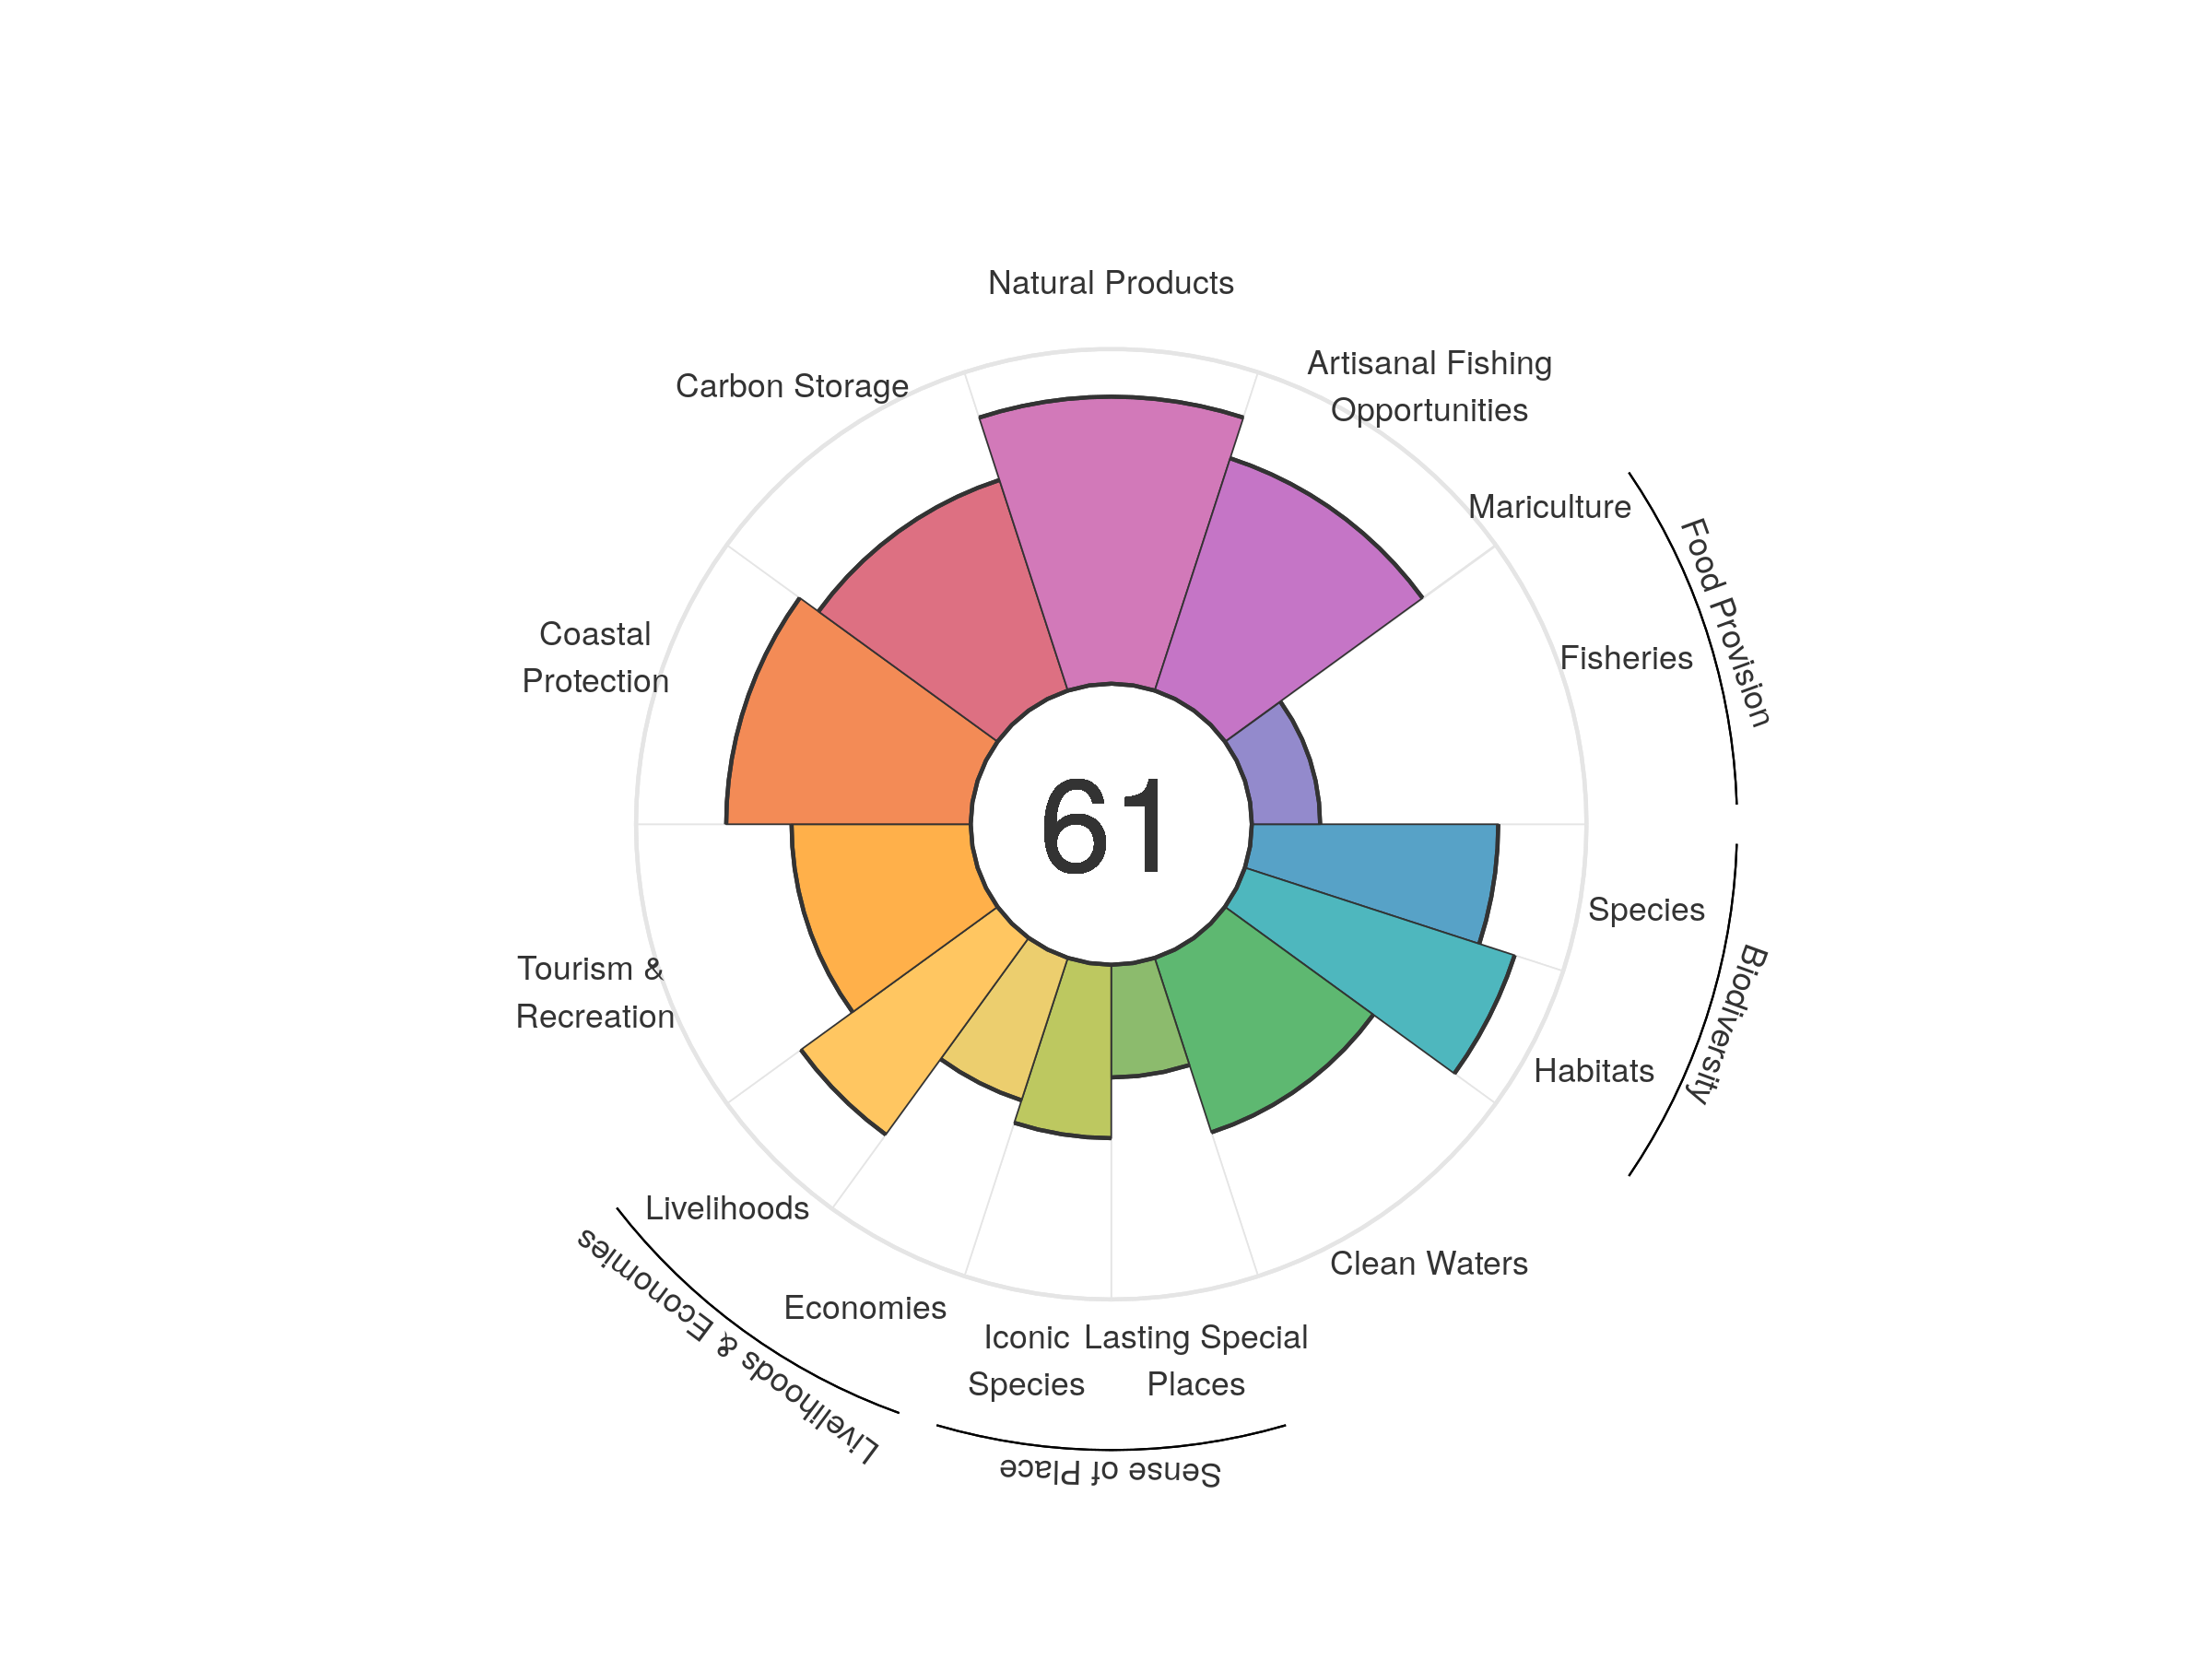 Natural Products
Artisanal Fishing
Opportunities
Carbon Storage
Mariculture
Food Provision
Coastal
Protection
Fisheries
61
Species
Biodiversity
Tourism &
Recreation
Habitats
Livelihoods
Clean Waters
Livelihoods & Economies
Economies
Iconic
Species
Lasting Special
Places
Sense of Place